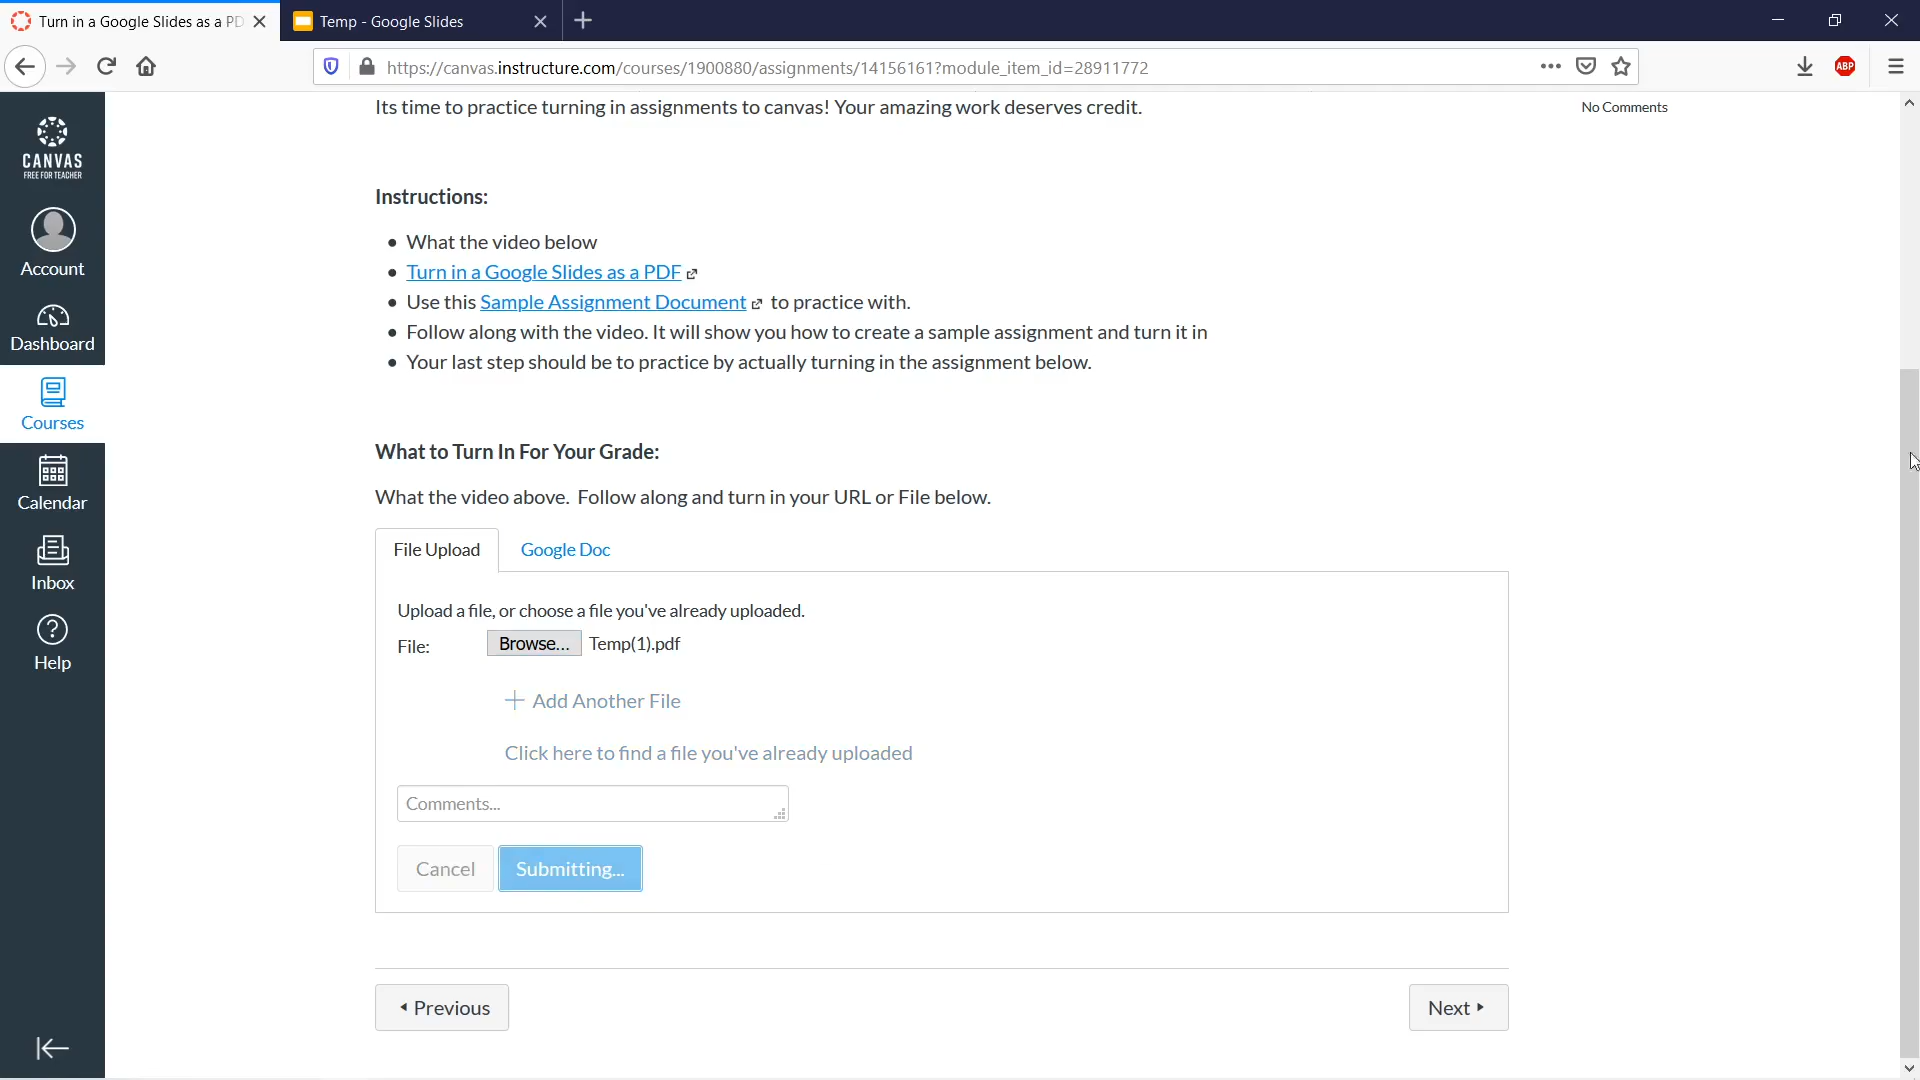 Turn in a Google Slides as a PD
Temp - Google Slides
https://canvas.instructure.com/courses/1900880/assignments/14156161?module_item_id=28911772
ABP
CANVAS
FREE FOR TEACHER
Account
Dashboard
Courses
Calendar
Inbox
Help
Its time to practice turning in assignments to canvas! Your amazing work deserves credit.
No Comments
Instructions:
What the video below
Turn in a Google Slides as a PDF
Use this Sample Assignment Document to practice with.
Follow along with the video. It will show you how to create a sample assignment and turn it in
Your last step should be to practice by actually turning in the assignment below.
What to Turn In For Your Grade:
What the video above. Follow along and turn in your URL or File below.
File Upload
Google Doc
Upload a file, or choose a file you've already uploaded.
File: Browse... Temp(1).pdf
Add Another File
Click here to find a file you've already uploaded
Comments...
Cancel
Submitting...
Previous
Next